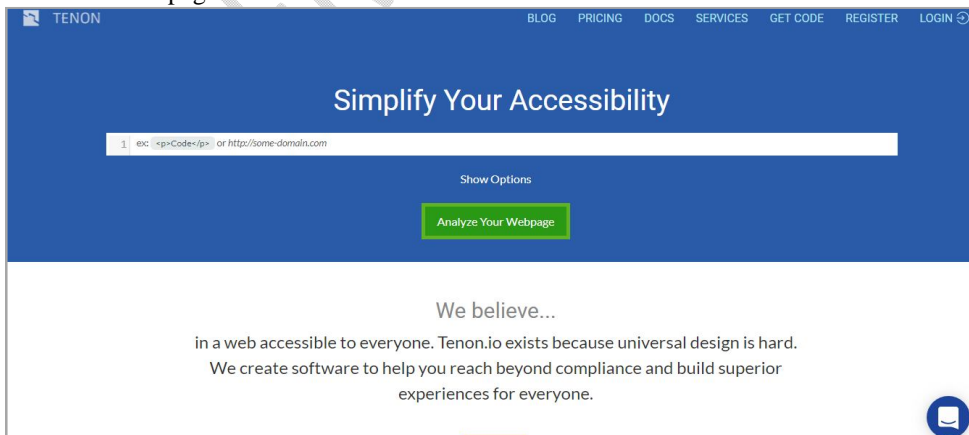 TENON
BLOG PRICING DOCS SERVICES GET CODE REGISTER LOGIN
Simplify Your Accessibility
1 ex: <p>Code</p> or http://some-domain.com
Show Options
Analyze Your Webpage
We believe...
in a web accessible to everyone. Tenon.io exists because universal design is hard.
We create software to help you reach beyond compliance and build superior
experiences for everyone.